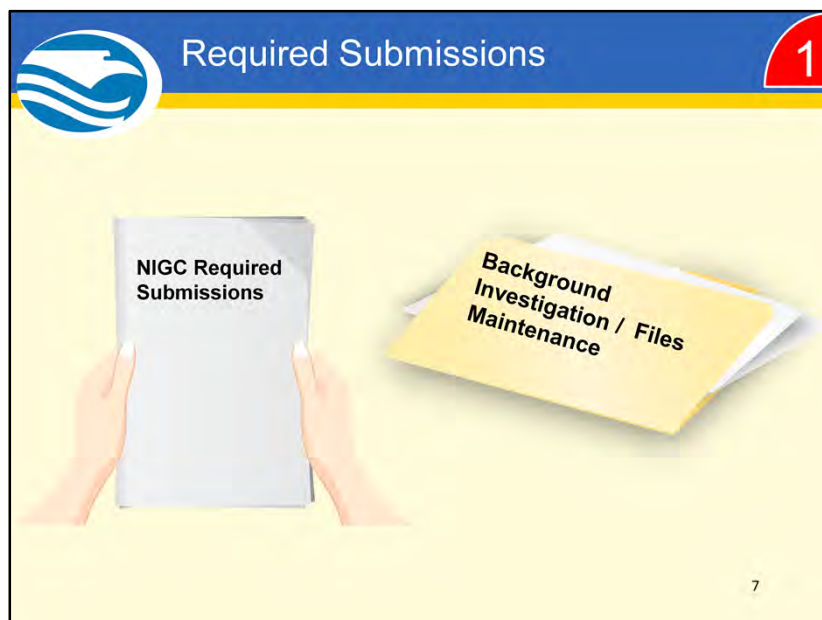 Required Submissions
1
NIGC Required
Submissions
Background
Investigation / Files
Maintenance
7